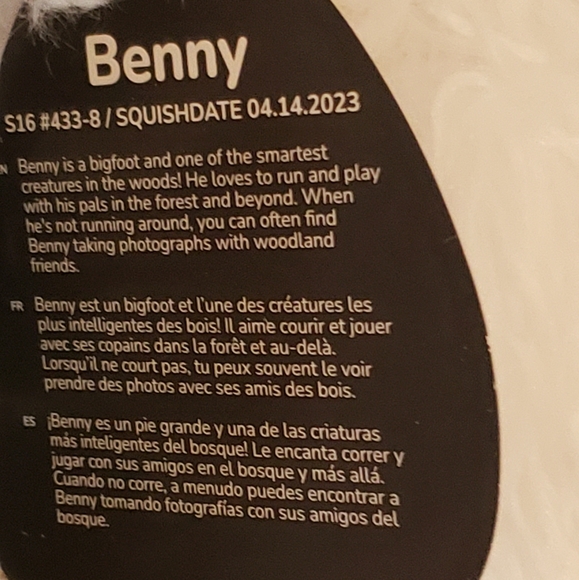 Benny
S16 #433-8 / SQUISHDATE 04.14.2023
N Benny is a bigfoot and one of the smartest
creatures in the woods! He loves to run and play
with his pals in the forest and beyond. When
he's not running around, you can often find
Benny taking photographs with woodland
friends.
FR Benny est un bigfoot et l'une des créatures les
plus intelligentes des bois! Il aime courir et jouer
avec ses copains dans la forêt et au-delà.
Lorsqu'il ne court pas, tu peux souvent le voir
prendre des photos avec ses amis des bois.
ES ¡Benny es un pie grande y una de las criaturas
más inteligentes del bosque! Le encanta correr y
jugar con sus amigos en el bosque y más allá.
Cuando no corre, a menudo puedes encontrar a
Benny tomando fotografías con sus amigos del
bosque.